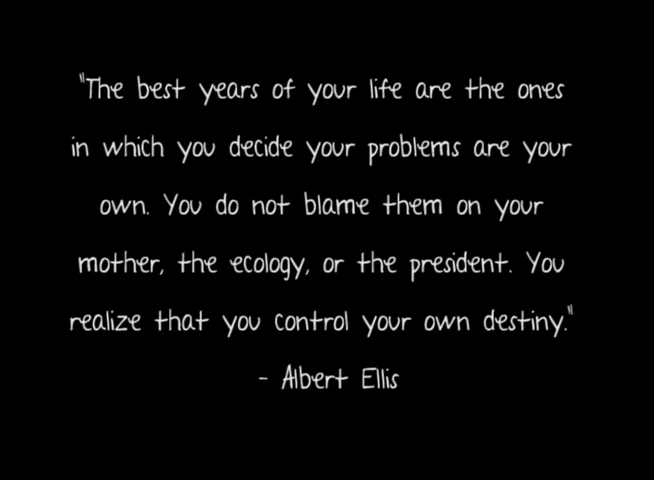 "The best years of your life are the ones
in which you decide your problems are your
own. You do not blame them on your
mother, the ecology, or the president. You
realize that you control your own destiny."
- Albert Ellis